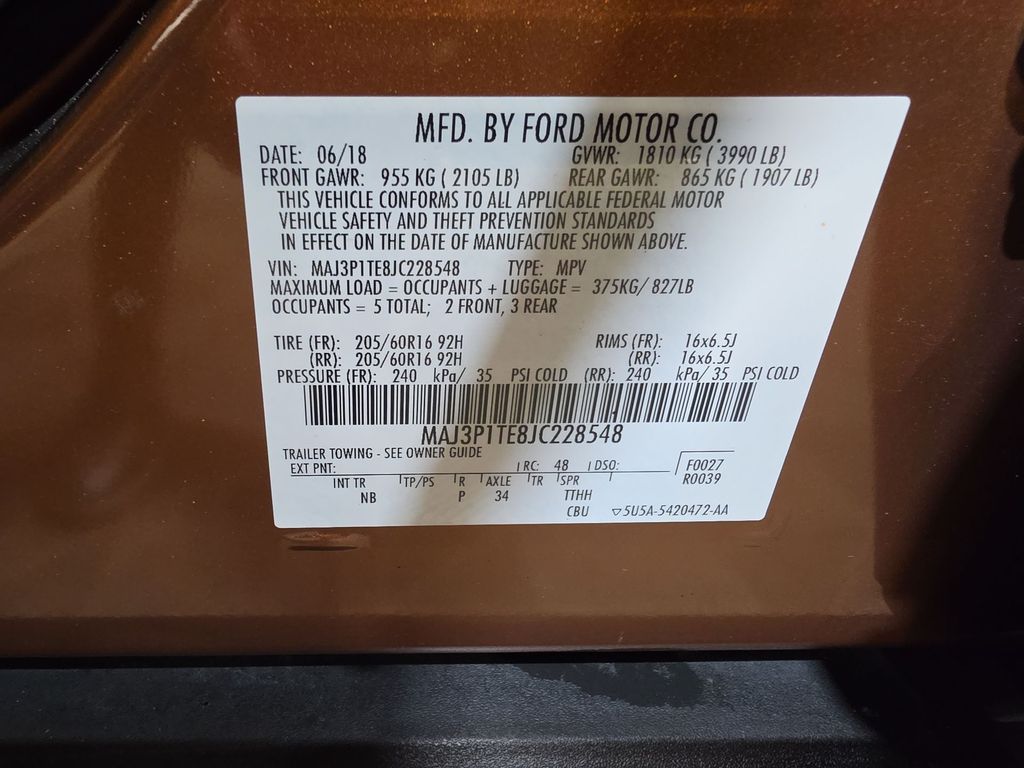 MFD. BY FORD MOTOR CO.
DATE: 06/18 GVWR: 1810 KG ( 3990 LB)
FRONT GAWR: 955 KG ( 2105 LB) REAR GAWR: 865 KG ( 1907 LB)
THIS VEHICLE CONFORMS TO ALL APPLICABLE FEDERAL MOTOR
VEHICLE SAFETY AND THEFT PREVENTION STANDARDS
IN EFFECT ON THE DATE OF MANUFACTURE SHOWN ABOVE.
VIN: MAJ3P1TE8JC228548 TYPE: MPV
MAXIMUM LOAD = OCCUPANTS + LUGGAGE = 375KG/ 827LB
OCCUPANTS = 5 TOTAL; 2 FRONT, 3 REAR
TIRE (FR): 205/60R16 92H RIMS (FR): 16x6.5J
(RR): 205/60R16 92H (RR): 16x6.5J
PRESSURE (FR): 240 kPa/ 35 PSI COLD (RR): 240 kPa/ 35 PSI COLD
MAJ3P1TE8JC228548
TRAILER TOWING - SEE OWNER GUIDE
EXT PNT: RC: 48 DSO: F0027
R0039
INT TR TP/PS R AXLE TR SPR
NB P 34 TTHH
CBU ▽5U5A-5420472-AA